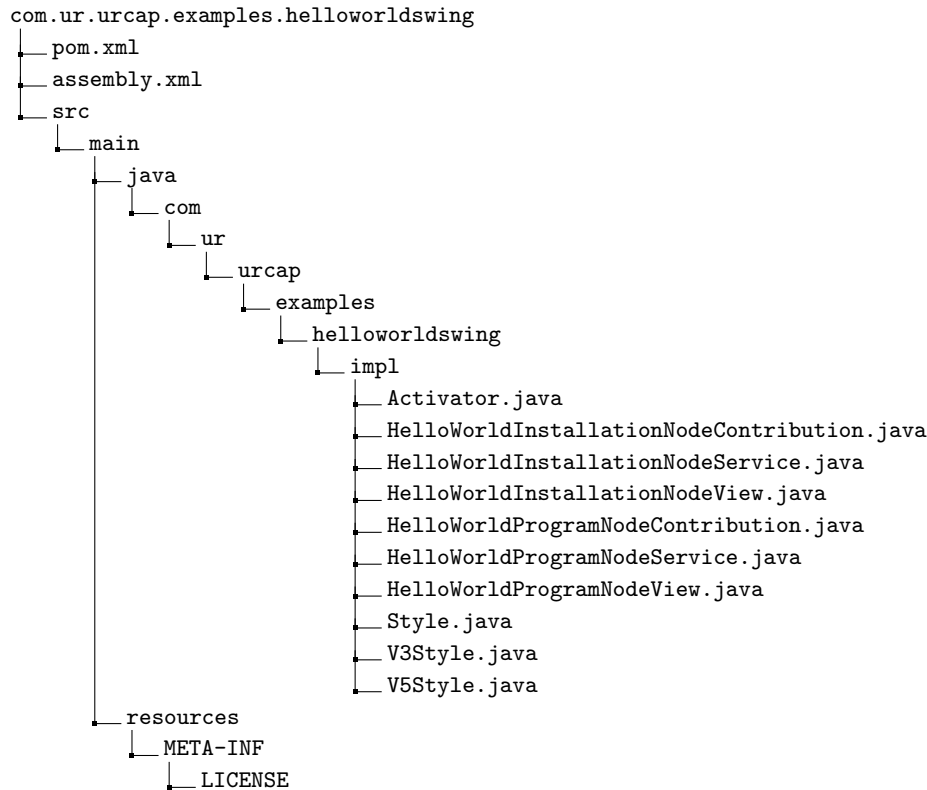 com.ur.urcap.examples.helloworldswing
pom.xml
assembly.xml
src
main
java
com
ur
urcap
examples
helloworldswing
impl
Activator.java
HelloWorldInstallationNodeContribution.java
HelloWorldInstallationNodeService.java
HelloWorldInstallationNodeView.java
HelloWorldProgramNodeContribution.java
HelloWorldProgramNodeService.java
HelloWorldProgramNodeView.java
Style.java
V3Style.java
V5Style.java
resources
META-INF
LICENSE